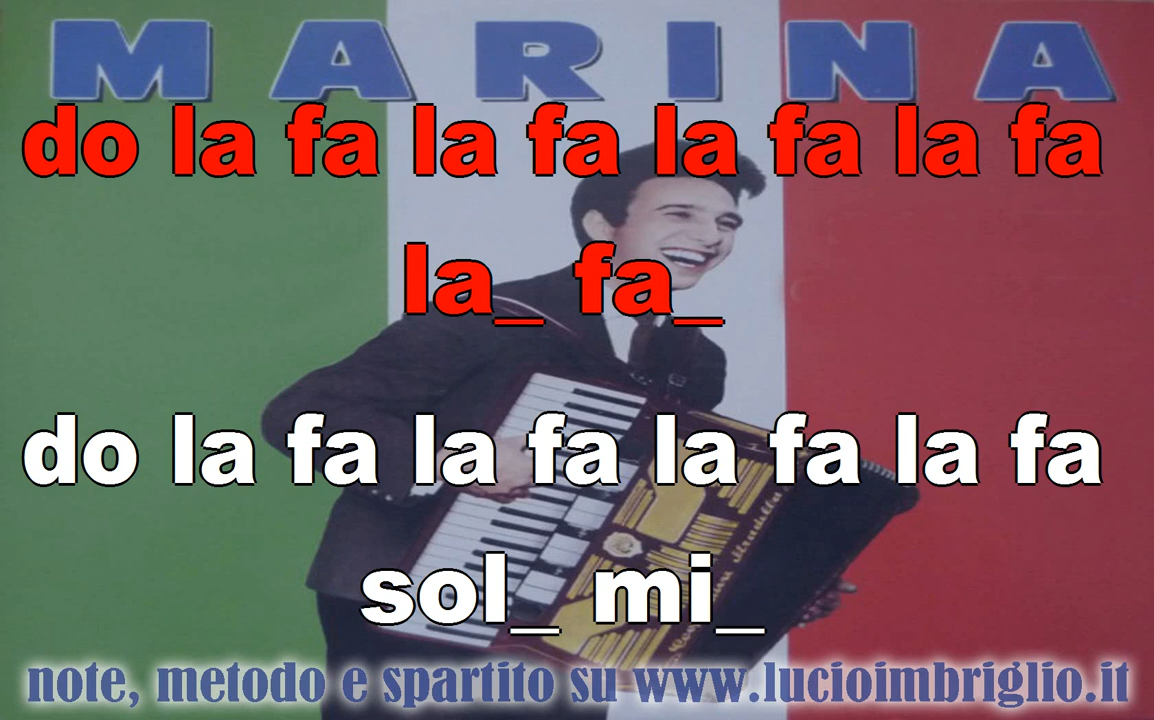 MARINA
do la fa la fa la fa la fa
la_ fa_
do la fa la fa la fa la fa
sol_ mi_
note, metodo e spartito su www.lucioimbriglio.it